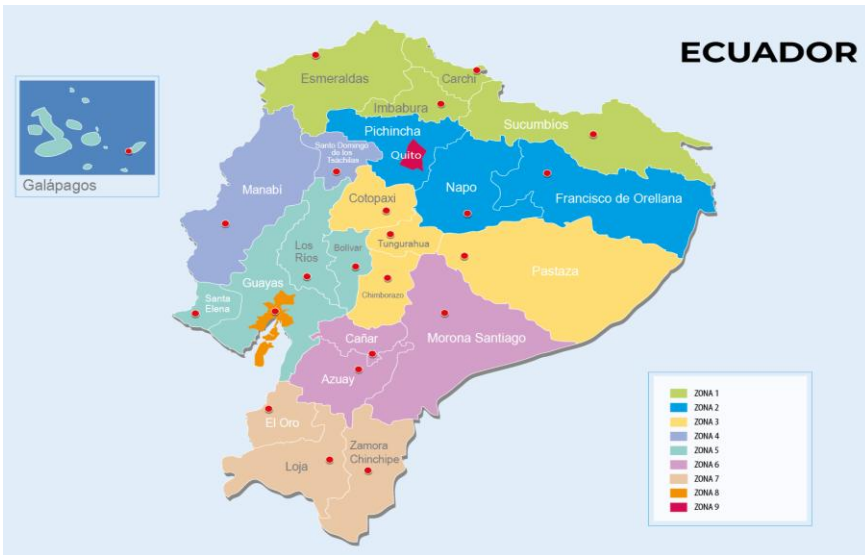 ECUADOR
Esmeraldas
Carchi
Imbabura
Sucumbíos
Pichincha
Santo Domingo
de los
Tsáchilas
Quito
Galápagos
Manabí
Napo
Francisco de Orellana
Cotopaxi
Los
Ríos
Bolívar
Tungurahua
Pastaza
Guayas
Chimborazo
Santa
Elena
Cañar
Morona Santiago
Azuay
El Oro
Loja
Zamora
Chinchipe
ZONA 1
ZONA 2
ZONA 3
ZONA 4
ZONA 5
ZONA 6
ZONA 7
ZONA 8
ZONA 9